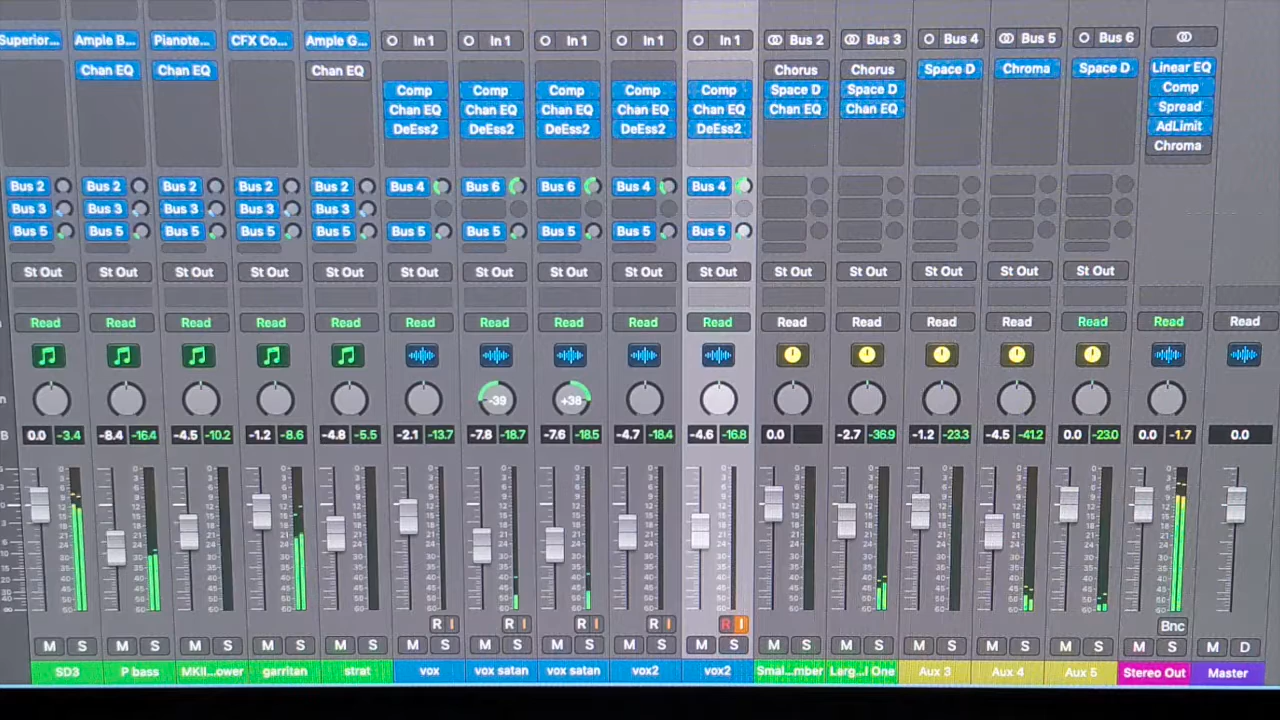 Superior... Ample B... Pianote... CFX Co... Ample G... In 1 In 1 In 1 In 1 In 1 Bus 2 Bus 3 Bus 4 Bus 5 Bus 6
Chan EQ Chan EQ Chan EQ Chorus Chorus Space D Chroma Space D Linear EQ
Comp Comp Comp Comp Comp Space D Space D Comp
Chan EQ Chan EQ Chan EQ Chan EQ Chan EQ Chan EQ Chan EQ Spread
DeEss2 DeEss2 DeEss2 DeEss2 DeEss2 AdLimit
Chroma
Bus 2 Bus 2 Bus 2 Bus 2 Bus 2 Bus 4 Bus 6 Bus 6 Bus 4 Bus 4
Bus 3 Bus 3 Bus 3 Bus 3 Bus 3
Bus 5 Bus 5 Bus 5 Bus 5 Bus 5 Bus 5 Bus 5 Bus 5 Bus 5 Bus 5
St Out St Out St Out St Out St Out St Out St Out St Out St Out St Out St Out St Out St Out St Out St Out
Read Read Read Read Read Read Read Read Read Read Read Read Read Read Read Read Read
-39 +38
0.0 -3.4 -8.4 -16.4 -4.5 -10.2 -1.2 -8.6 -4.8 -5.5 -2.1 -13.7 -7.8 -18.7 -7.6 -18.5 -4.7 -18.4 -4.6 -16.8 0.0 -2.7 -36.9 -1.2 -23.3 -4.5 -41.2 0.0 -23.0 0.0 -1.7 0.0
R I R I R I R I R I Bnc
M S M S M S M S M S M S M S M S M S M S M S M S M S M S M S M S M D
SD3 P bass MKII...ower garritan strat vox vox satan vox satan vox2 vox2 Smal...mber Larg...l One Aux 3 Aux 4 Aux 5 Stereo Out Master